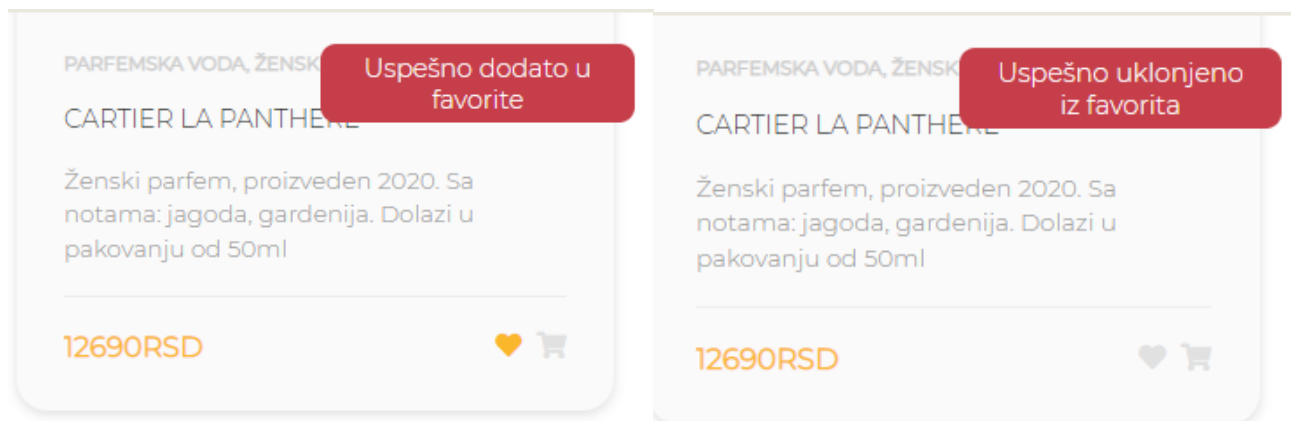 PARFEMSKA VODA, ŽENSK
Uspešno dodato u
favorite
CARTIER LA PANTHERE
Ženski parfem, proizveden 2020. Sa
notama: jagoda, gardenija. Dolazi u
pakovanju od 50ml
12690RSD
PARFEMSKA VODA, ŽENSK
Uspešno uklonjeno
iz favorita
CARTIER LA PANTHERE
Ženski parfem, proizveden 2020. Sa
notama: jagoda, gardenija. Dolazi u
pakovanju od 50ml
12690RSD